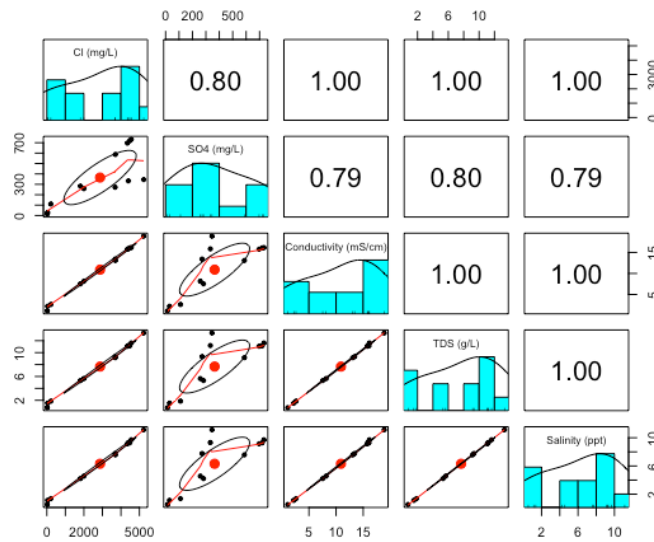 0 200 600
2 6 10
Cl (mg/L)
0.80
1.00
1.00
1.00
0 3000
SO4 (mg/L)
0.79
0.80
0.79
0 300 700
Conductivity (mS/cm)
1.00
1.00
5 15
TDS (g/L)
1.00
2 6 10
Salinity (ppt)
2 6 10
0 2000 5000
5 10 15
2 6 10